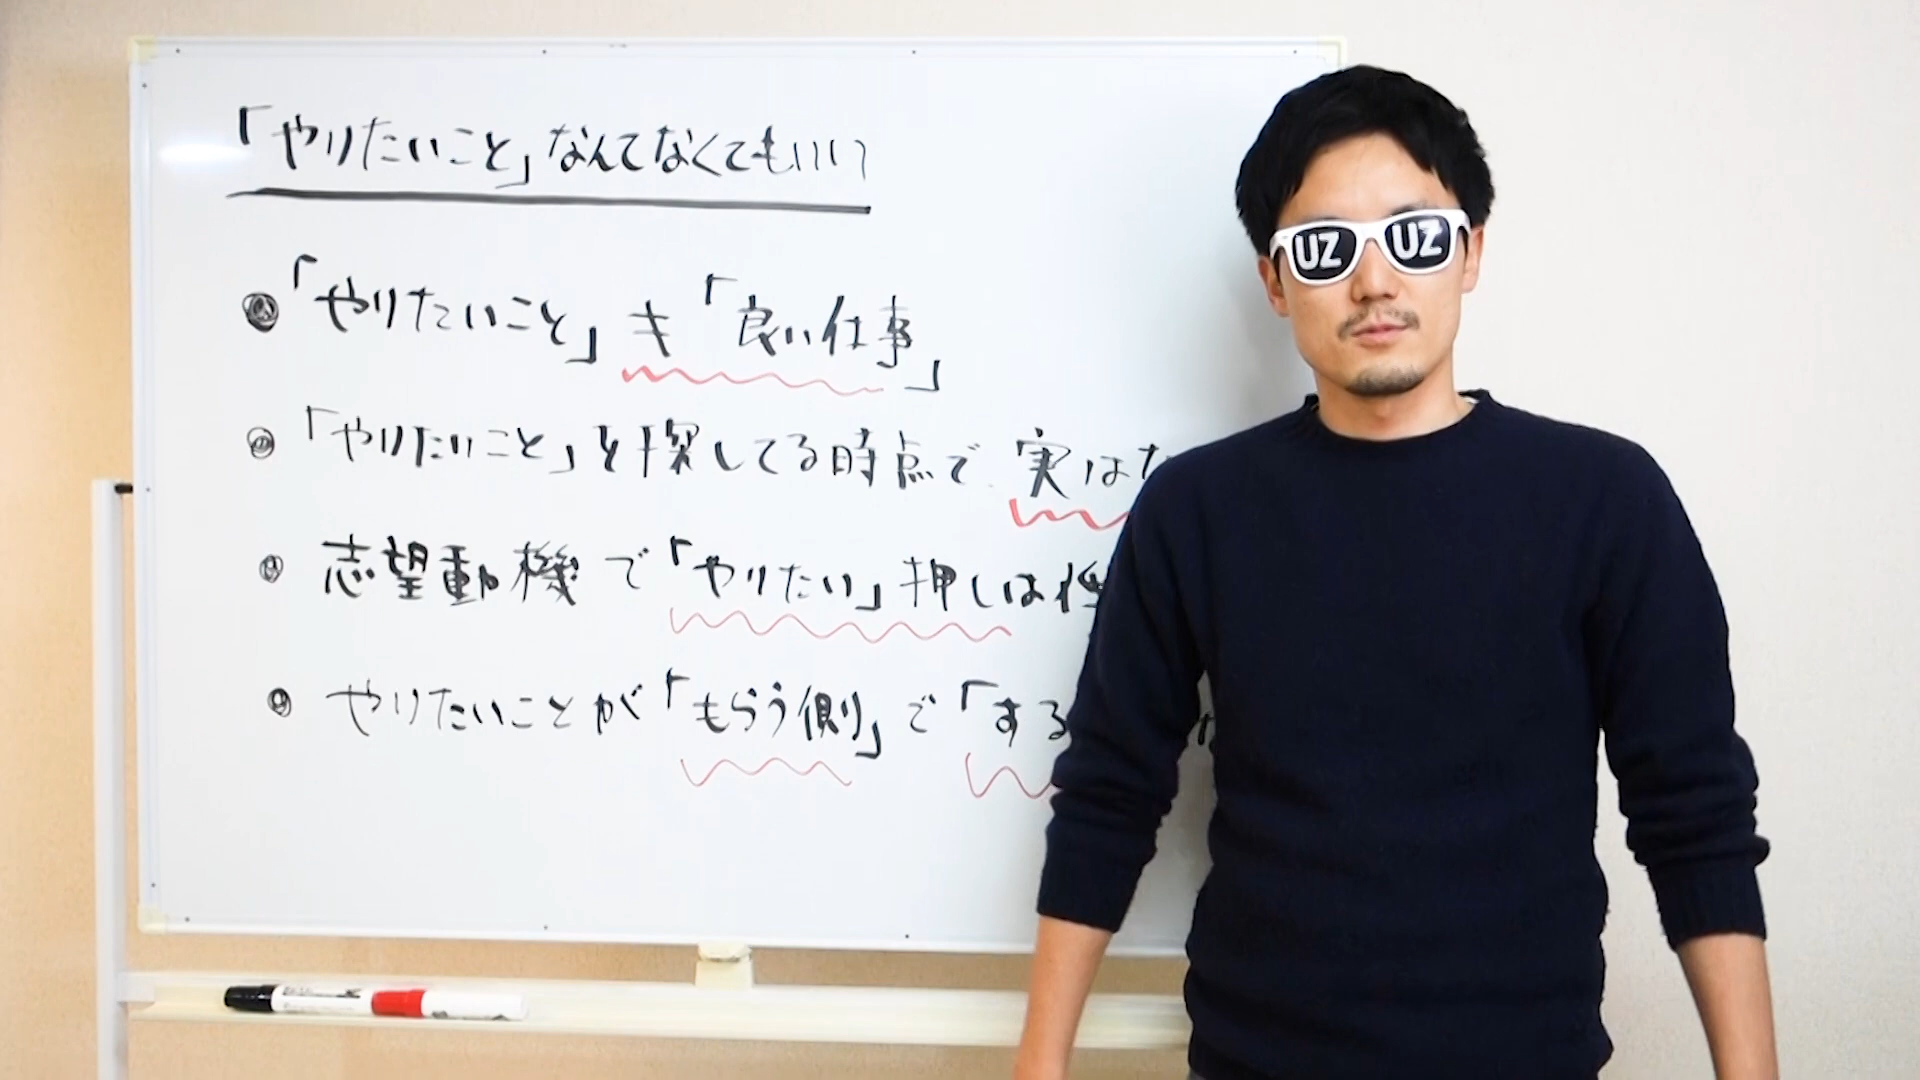 「やりたいこと」なんてなくてもいい
「やりたいこと」≠「良い仕事」
「やりたいこと」を探してる時点で、実はな
志望動機で「やりたい」押しは
やりたいことが「もらう側」で「する
UZ UZ